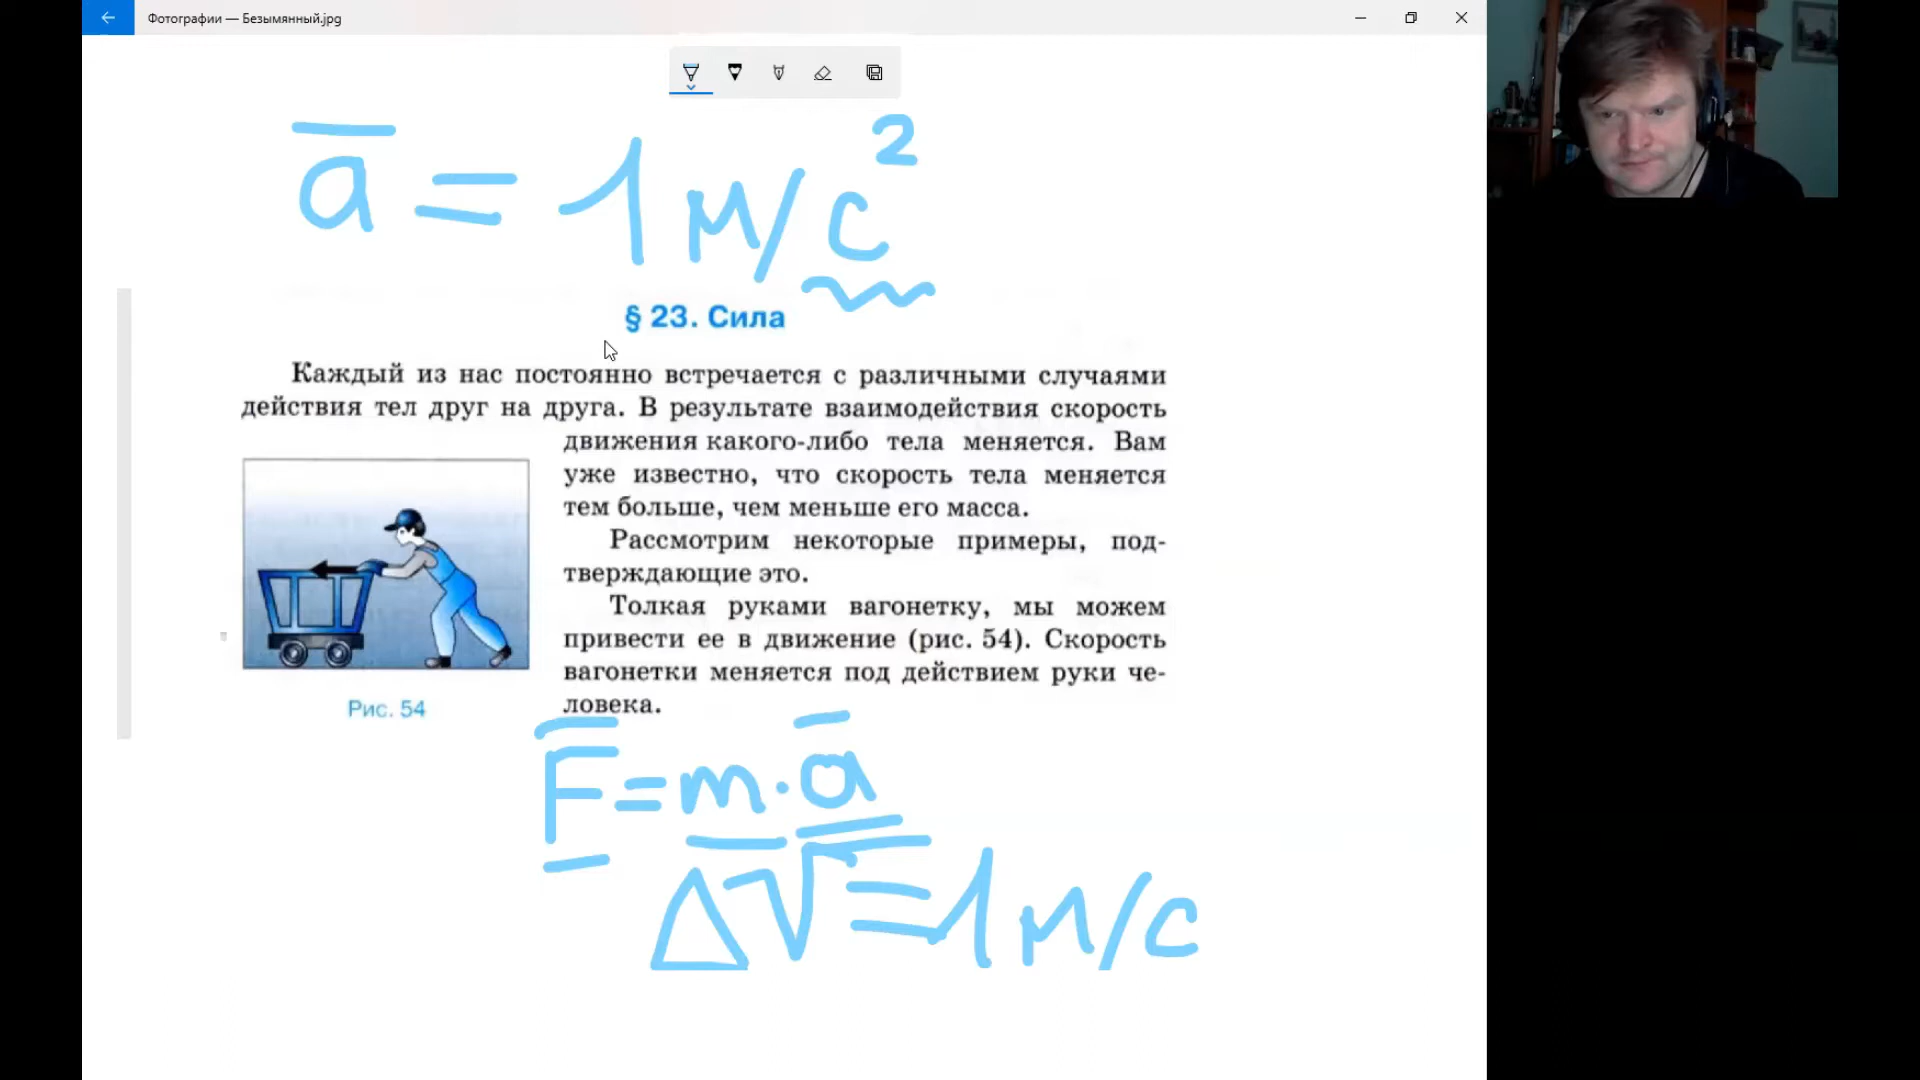 Фотографии — Безымянный.jpg
a = 1 м/с²
§ 23. Сила
Каждый из нас постоянно встречается с различными случаями
действия тел друг на друга. В результате взаимодействия скорость
движения какого-либо тела меняется. Вам
уже известно, что скорость тела меняется
тем больше, чем меньше его масса.
Рассмотрим некоторые примеры, под-
тверждающие это.
Толкая руками вагонетку, мы можем
привести ее в движение (рис. 54). Скорость
вагонетки меняется под действием руки че-
ловека.
Рис. 54
F = m · a
Δv = 1 м/с